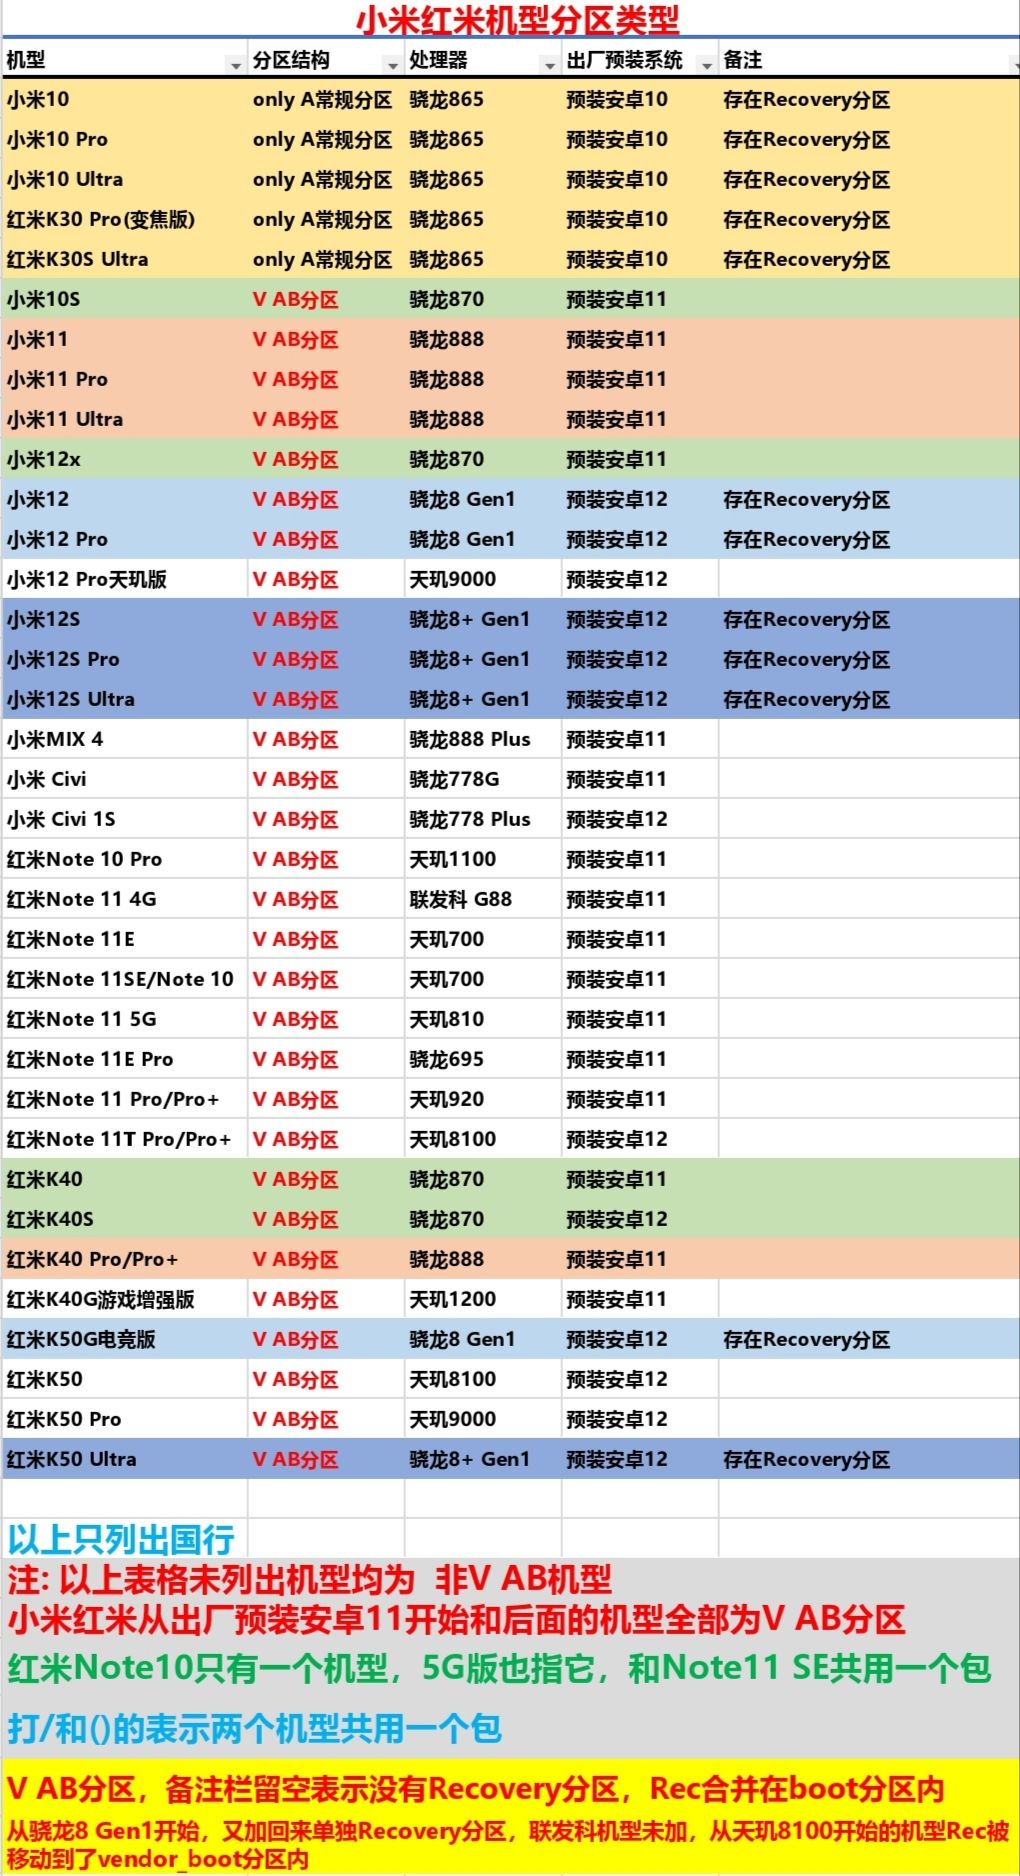 小米红米机型分区类型
机型 分区结构 处理器 出厂预装系统 备注
小米10 only A常规分区 骁龙865 预装安卓10 存在Recovery分区
小米10 Pro only A常规分区 骁龙865 预装安卓10 存在Recovery分区
小米10 Ultra only A常规分区 骁龙865 预装安卓10 存在Recovery分区
红米K30 Pro(变焦版) only A常规分区 骁龙865 预装安卓10 存在Recovery分区
红米K30S Ultra only A常规分区 骁龙865 预装安卓10 存在Recovery分区
小米10S V AB分区 骁龙870 预装安卓11
小米11 V AB分区 骁龙888 预装安卓11
小米11 Pro V AB分区 骁龙888 预装安卓11
小米11 Ultra V AB分区 骁龙888 预装安卓11
小米12x V AB分区 骁龙870 预装安卓11
小米12 V AB分区 骁龙8 Gen1 预装安卓12 存在Recovery分区
小米12 Pro V AB分区 骁龙8 Gen1 预装安卓12 存在Recovery分区
小米12 Pro天玑版 V AB分区 天玑9000 预装安卓12
小米12S V AB分区 骁龙8+ Gen1 预装安卓12 存在Recovery分区
小米12S Pro V AB分区 骁龙8+ Gen1 预装安卓12 存在Recovery分区
小米12S Ultra V AB分区 骁龙8+ Gen1 预装安卓12 存在Recovery分区
小米MIX 4 V AB分区 骁龙888 Plus 预装安卓11
小米 Civi V AB分区 骁龙778G 预装安卓11
小米 Civi 1S V AB分区 骁龙778 Plus 预装安卓12
红米Note 10 Pro V AB分区 天玑1100 预装安卓11
红米Note 11 4G V AB分区 联发科 G88 预装安卓11
红米Note 11E V AB分区 天玑700 预装安卓11
红米Note 11SE/Note 10 V AB分区 天玑700 预装安卓11
红米Note 11 5G V AB分区 天玑810 预装安卓11
红米Note 11E Pro V AB分区 骁龙695 预装安卓11
红米Note 11 Pro/Pro+ V AB分区 天玑920 预装安卓11
红米Note 11T Pro/Pro+ V AB分区 天玑8100 预装安卓12
红米K40 V AB分区 骁龙870 预装安卓11
红米K40S V AB分区 骁龙870 预装安卓12
红米K40 Pro/Pro+ V AB分区 骁龙888 预装安卓11
红米K40G游戏增强版 V AB分区 天玑1200 预装安卓11
红米K50G电竞版 V AB分区 骁龙8 Gen1 预装安卓12 存在Recovery分区
红米K50 V AB分区 天玑8100 预装安卓12
红米K50 Pro V AB分区 天玑9000 预装安卓12
红米K50 Ultra V AB分区 骁龙8+ Gen1 预装安卓12 存在Recovery分区
以上只列出国行
注: 以上表格未列出机型均为 非V AB机型
小米红米从出厂预装安卓11开始和后面的机型全部为V AB分区
红米Note10只有一个机型，5G版也指它，和Note11 SE共用一个包
打/和()的表示两个机型共用一个包
V AB分区，备注栏留空表示没有Recovery分区，Rec合并在boot分区内
从骁龙8 Gen1开始，又加回来单独Recovery分区，联发科机型未加，从天玑8100开始的机型Rec被
移动到了vendor_boot分区内